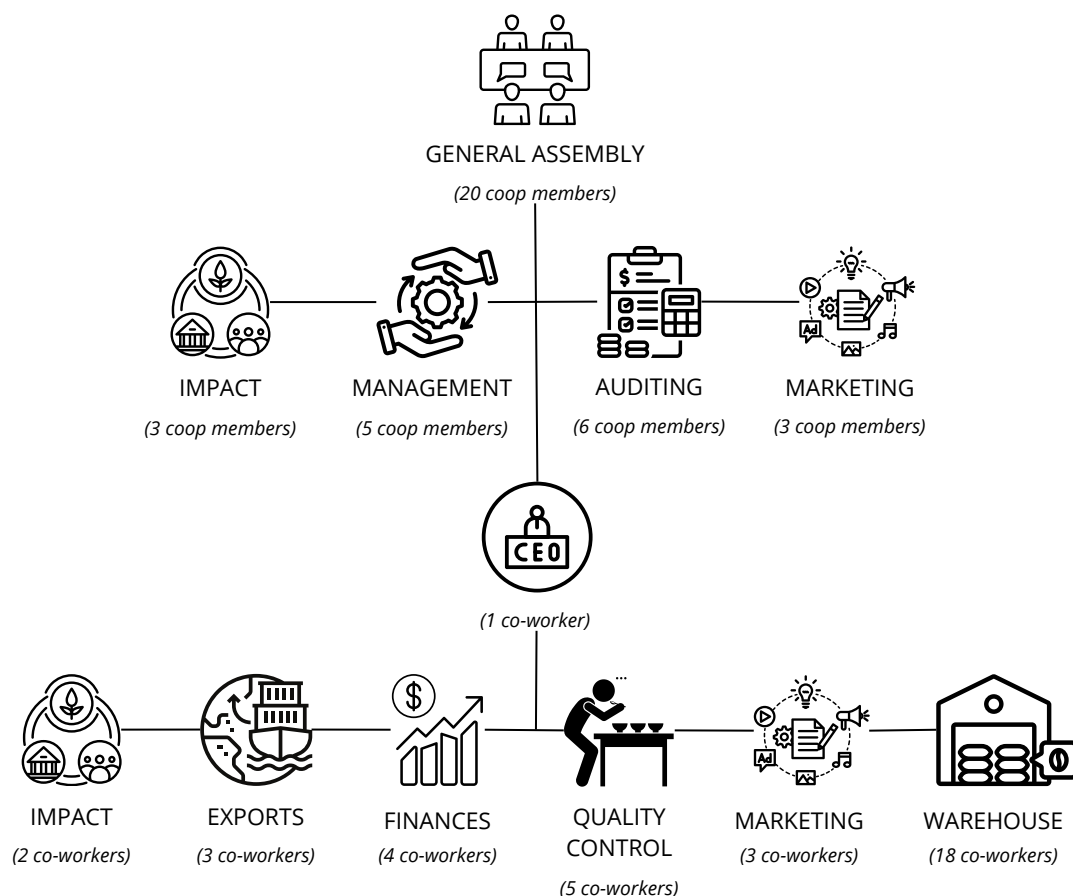 GENERAL ASSEMBLY
(20 coop members)
$
Ad
IMPACT
MANAGEMENT
AUDITING
MARKETING
(3 coop members)
(5 coop members)
(6 coop members)
(3 coop members)
CEO
(1 co-worker)
$
...
Ad
IMPACT
EXPORTS
FINANCES
QUALITY
CONTROL
MARKETING
WAREHOUSE
(2 co-workers)
(3 co-workers)
(4 co-workers)
(5 co-workers)
(3 co-workers)
(18 co-workers)